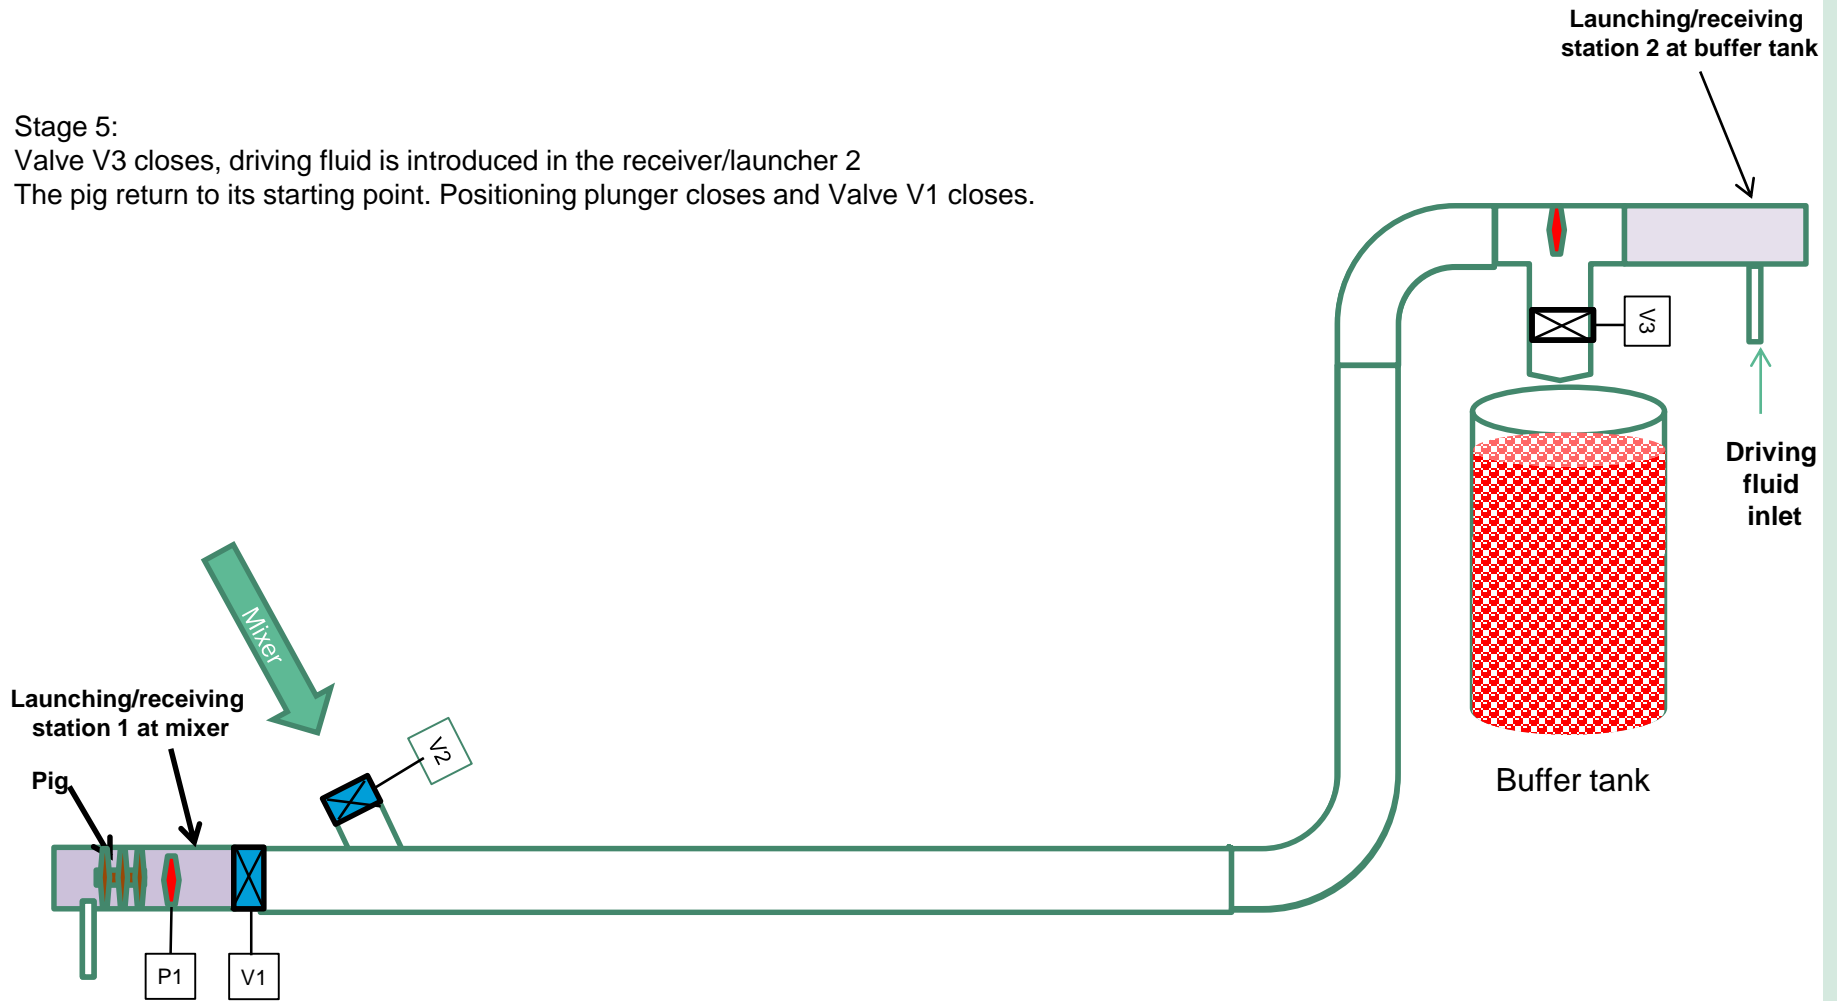 Launching/receiving
station 2 at buffer tank
Stage 5:
Valve V3 closes, driving fluid is introduced in the receiver/launcher 2
The pig return to its starting point. Positioning plunger closes and Valve V1 closes.
V3
Driving
fluid
inlet
Mixer
Launching/receiving
station 1 at mixer
V2
Pig
Buffer tank
P1
V1